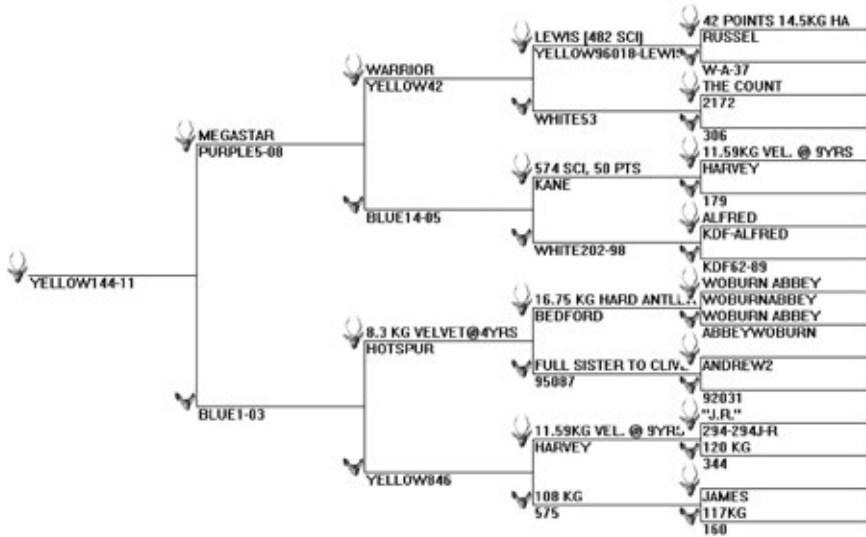 42 POINTS 14.5KG HA
LEWIS [482 SCI]
RUSSEL
YELLOW96018-LEWIS
WARRIOR
W-A-37
YELLOW42
THE COUNT
2172
WHITE53
MEGASTAR
306
PURPLE5-08
11.59KG VEL. @ 9YRS
574 SCI, 50 PTS
HARVEY
KANE
BLUE14-05
179
ALFRED
KDF-ALFRED
WHITE202-98
KDF62-89
YELLOW144-11
WOBURN ABBEY
16.75 KG HARD ANTLE
WOBURNABBEY
BEDFORD
WOBURN ABBEY
8.3 KG VELVET@4YRS
ABBEYWOBURN
HOTSPUR
FULL SISTER TO CLIVE
ANDREW2
95087
BLUE1-03
92031
"J.R."
11.59KG VEL. @ 9YRS
294-294J-R
HARVEY
120 KG
YELLOW846
344
108 KG
JAMES
575
117KG
160